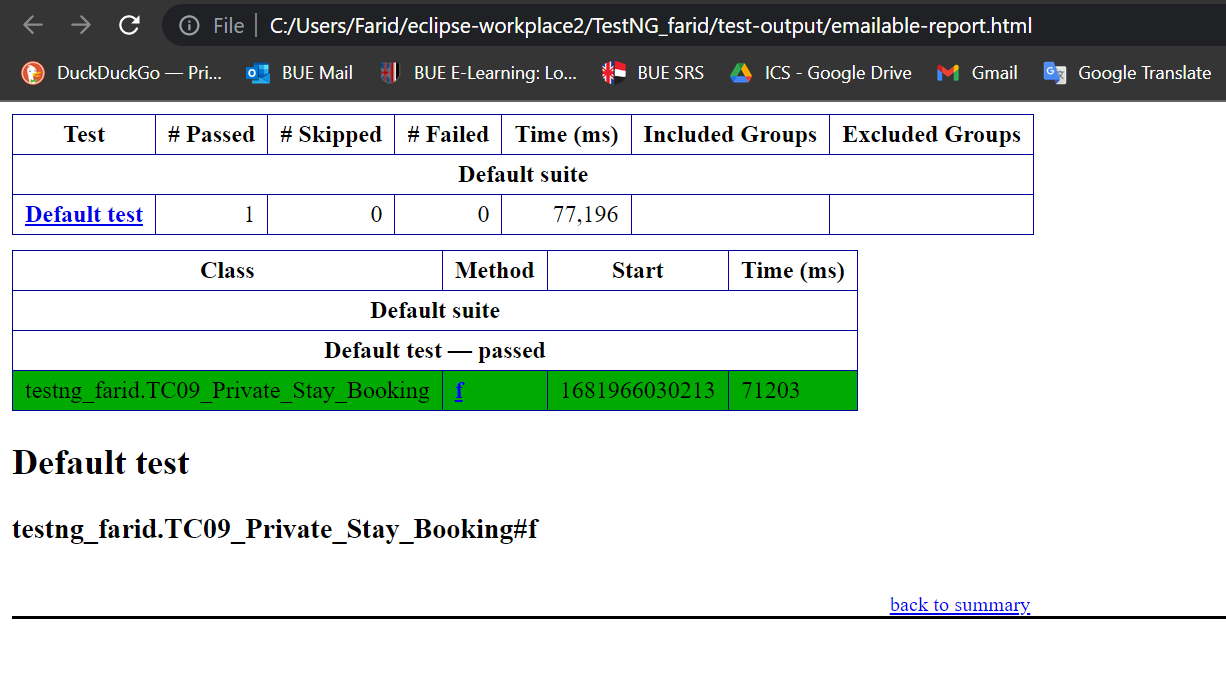 File C:/Users/Farid/eclipse-workplace2/TestNG_farid/test-output/emailable-report.html
DuckDuckGo — Pri... BUE Mail BUE E-Learning: Lo... BUE SRS ICS - Google Drive Gmail Google Translate
Test # Passed # Skipped # Failed Time (ms) Included Groups Excluded Groups
Default suite
Default test 1 0 0 77,196
Class Method Start Time (ms)
Default suite
Default test — passed
testng_farid.TC09_Private_Stay_Booking f 1681966030213 71203
Default test
testng_farid.TC09_Private_Stay_Booking#f
back to summary